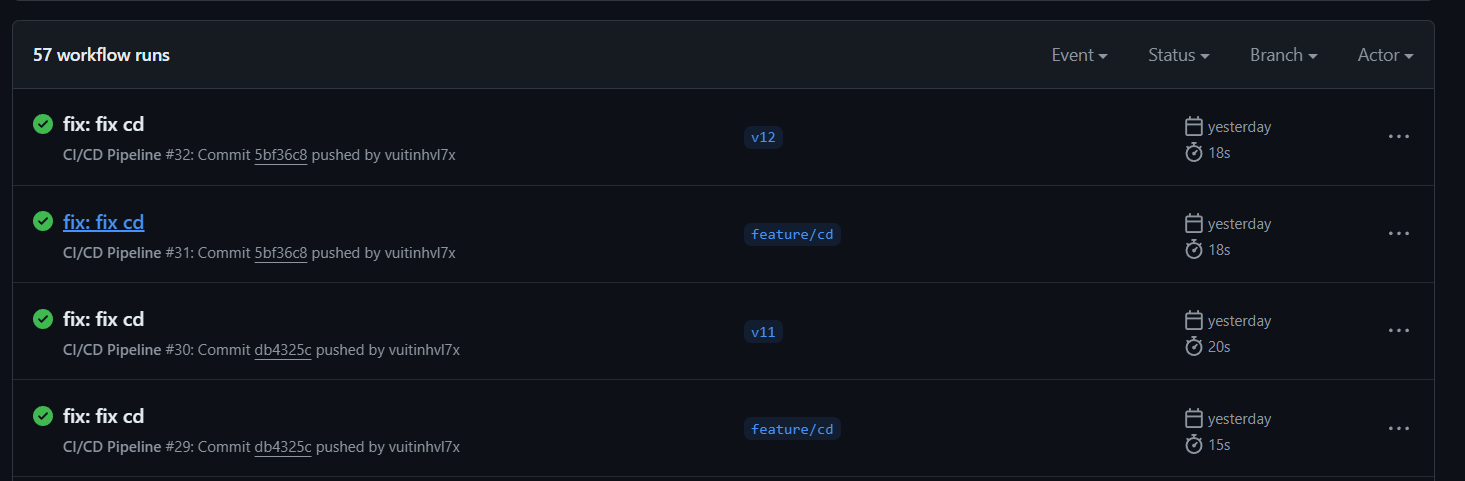 57 workflow runs
Event Status Branch Actor
fix: fix cd
CI/CD Pipeline #32: Commit 5bf36c8 pushed by vuitinhvl7x
v12
yesterday
18s
fix: fix cd
CI/CD Pipeline #31: Commit 5bf36c8 pushed by vuitinhvl7x
feature/cd
yesterday
18s
fix: fix cd
CI/CD Pipeline #30: Commit db4325c pushed by vuitinhvl7x
v11
yesterday
20s
fix: fix cd
CI/CD Pipeline #29: Commit db4325c pushed by vuitinhvl7x
feature/cd
yesterday
15s